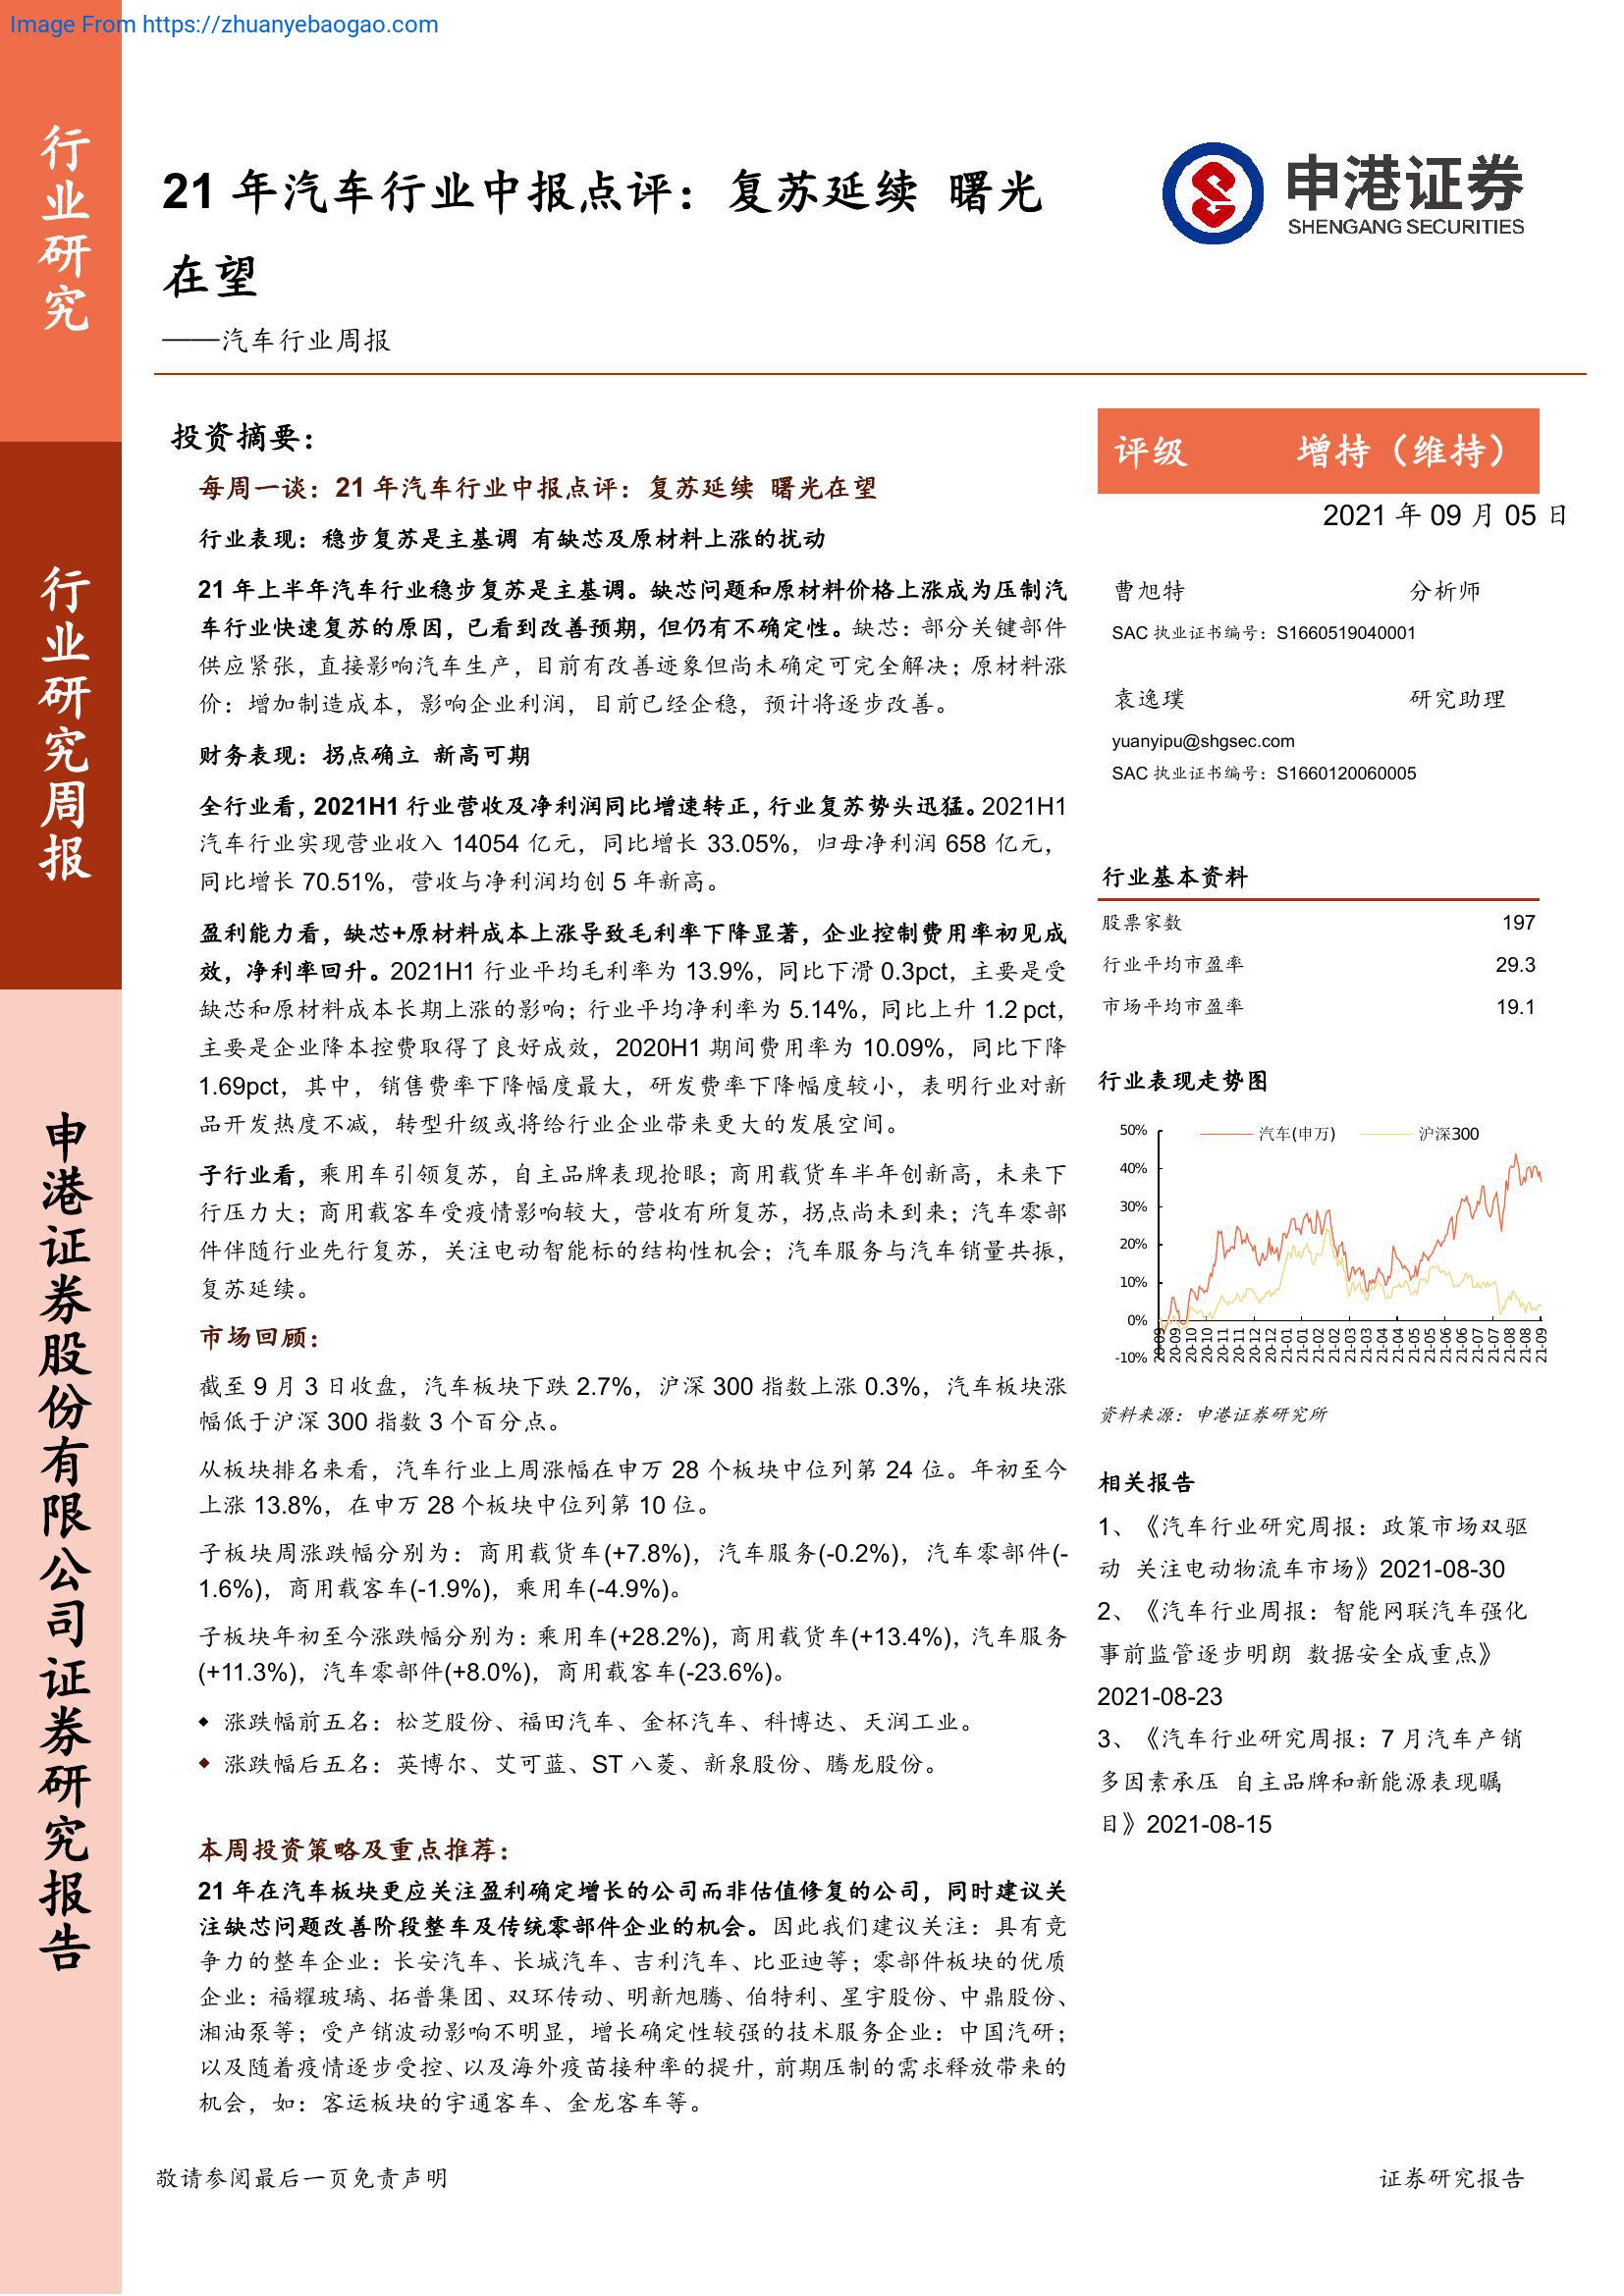 Image From https://zhuanyebaogao.com
行业研究
行业研究周报
申港证券股份有限公司证券研究报告
21 年汽车行业中报点评：复苏延续 曙光
在望
——汽车行业周报
申港证券
SHENGANG SECURITIES
投资摘要：
每周一谈：21 年汽车行业中报点评：复苏延续 曙光在望
行业表现：稳步复苏是主基调 有缺芯及原材料上涨的扰动
21 年上半年汽车行业稳步复苏是主基调。缺芯问题和原材料价格上涨成为压制汽
车行业快速复苏的原因，已看到改善预期，但仍有不确定性。缺芯：部分关键部件
供应紧张，直接影响汽车生产，目前有改善迹象但尚未确定可完全解决；原材料涨
价：增加制造成本，影响企业利润，目前已经企稳，预计将逐步改善。
财务表现：拐点确立 新高可期
全行业看，2021H1 行业营收及净利润同比增速转正，行业复苏势头迅猛。2021H1
汽车行业实现营业收入 14054 亿元，同比增长 33.05%，归母净利润 658 亿元，
同比增长 70.51%，营收与净利润均创 5 年新高。
盈利能力看，缺芯+原材料成本上涨导致毛利率下降显著，企业控制费用率初见成
效，净利率回升。2021H1 行业平均毛利率为 13.9%，同比下滑 0.3pct，主要是受
缺芯和原材料成本长期上涨的影响；行业平均净利率为 5.14%，同比上升 1.2 pct，
主要是企业降本控费取得了良好成效，2020H1 期间费用率为 10.09%，同比下降
1.69pct，其中，销售费率下降幅度最大，研发费率下降幅度较小，表明行业对新
品开发热度不减，转型升级或将给行业企业带来更大的发展空间。
子行业看，乘用车引领复苏，自主品牌表现抢眼；商用载货车半年创新高，未来下
行压力大；商用载客车受疫情影响较大，营收有所复苏，拐点尚未到来；汽车零部
件伴随行业先行复苏，关注电动智能标的结构性机会；汽车服务与汽车销量共振，
复苏延续。
市场回顾：
截至 9 月 3 日收盘，汽车板块下跌 2.7%，沪深 300 指数上涨 0.3%，汽车板块涨
幅低于沪深 300 指数 3 个百分点。
从板块排名来看，汽车行业上周涨幅在申万 28 个板块中位列第 24 位。年初至今
上涨 13.8%，在申万 28 个板块中位列第 10 位。
子板块周涨跌幅分别为：商用载货车(+7.8%)，汽车服务(-0.2%)，汽车零部件(-
1.6%)，商用载客车(-1.9%)，乘用车(-4.9%)。
子板块年初至今涨跌幅分别为：乘用车(+28.2%)，商用载货车(+13.4%)，汽车服务
(+11.3%)，汽车零部件(+8.0%)，商用载客车(-23.6%)。
◆ 涨跌幅前五名：松芝股份、福田汽车、金杯汽车、科博达、天润工业。
◆ 涨跌幅后五名：英博尔、艾可蓝、ST 八菱、新泉股份、腾龙股份。
本周投资策略及重点推荐：
21 年在汽车板块更应关注盈利确定增长的公司而非估值修复的公司，同时建议关
注缺芯问题改善阶段整车及传统零部件企业的机会。因此我们建议关注：具有竞
争力的整车企业：长安汽车、长城汽车、吉利汽车、比亚迪等；零部件板块的优质
企业：福耀玻璃、拓普集团、双环传动、明新旭腾、伯特利、星宇股份、中鼎股份、
湘油泵等；受产销波动影响不明显，增长确定性较强的技术服务企业：中国汽研；
以及随着疫情逐步受控、以及海外疫苗接种率的提升，前期压制的需求释放带来的
机会，如：客运板块的宇通客车、金龙客车等。
评级 增持（维持）
2021 年 09 月 05 日
曹旭特 分析师
SAC 执业证书编号：S1660519040001
袁逸璞 研究助理
yuanyipu@shgsec.com
SAC 执业证书编号：S1660120060005
行业基本资料
股票家数 197
行业平均市盈率 29.3
市场平均市盈率 19.1
行业表现走势图
汽车(申万) 沪深300
50%
40%
30%
20%
10%
0%
-10%
20-09 20-09 20-10 20-10 20-11 20-11 20-12 20-12 21-01 21-01 21-02 21-02 21-03 21-03 21-04 21-04 21-05 21-05 21-06 21-06 21-07 21-07 21-08 21-08 21-09
资料来源：申港证券研究所
相关报告
1、《汽车行业研究周报：政策市场双驱
动 关注电动物流车市场》2021-08-30
2、《汽车行业周报：智能网联汽车强化
事前监管逐步明朗 数据安全成重点》
2021-08-23
3、《汽车行业研究周报：7 月汽车产销
多因素承压 自主品牌和新能源表现瞩
目》2021-08-15
敬请参阅最后一页免责声明
证券研究报告